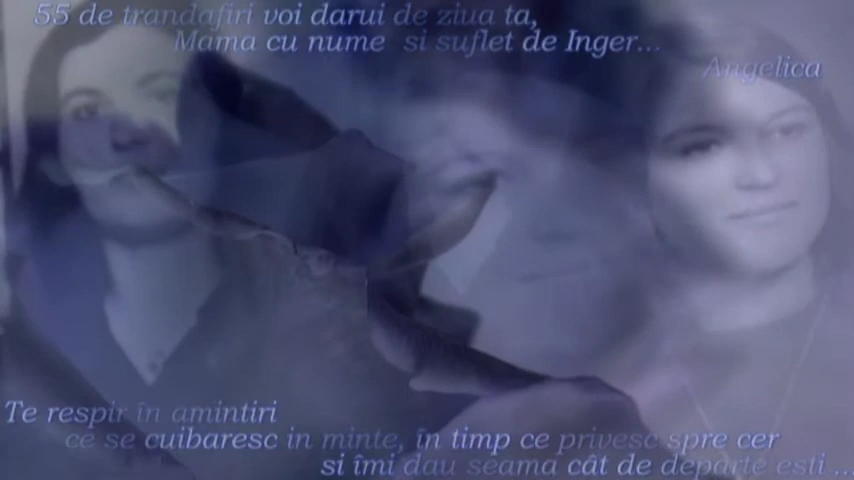 55 de trandafiri voi darui de ziua ta,
Mama cu nume si suflet de Inger...
Angelica
Te respir în amintiri
ce se cuibaresc in minte, în timp ce privesc spre cer
si îmi dau seama cât de departe esti ...